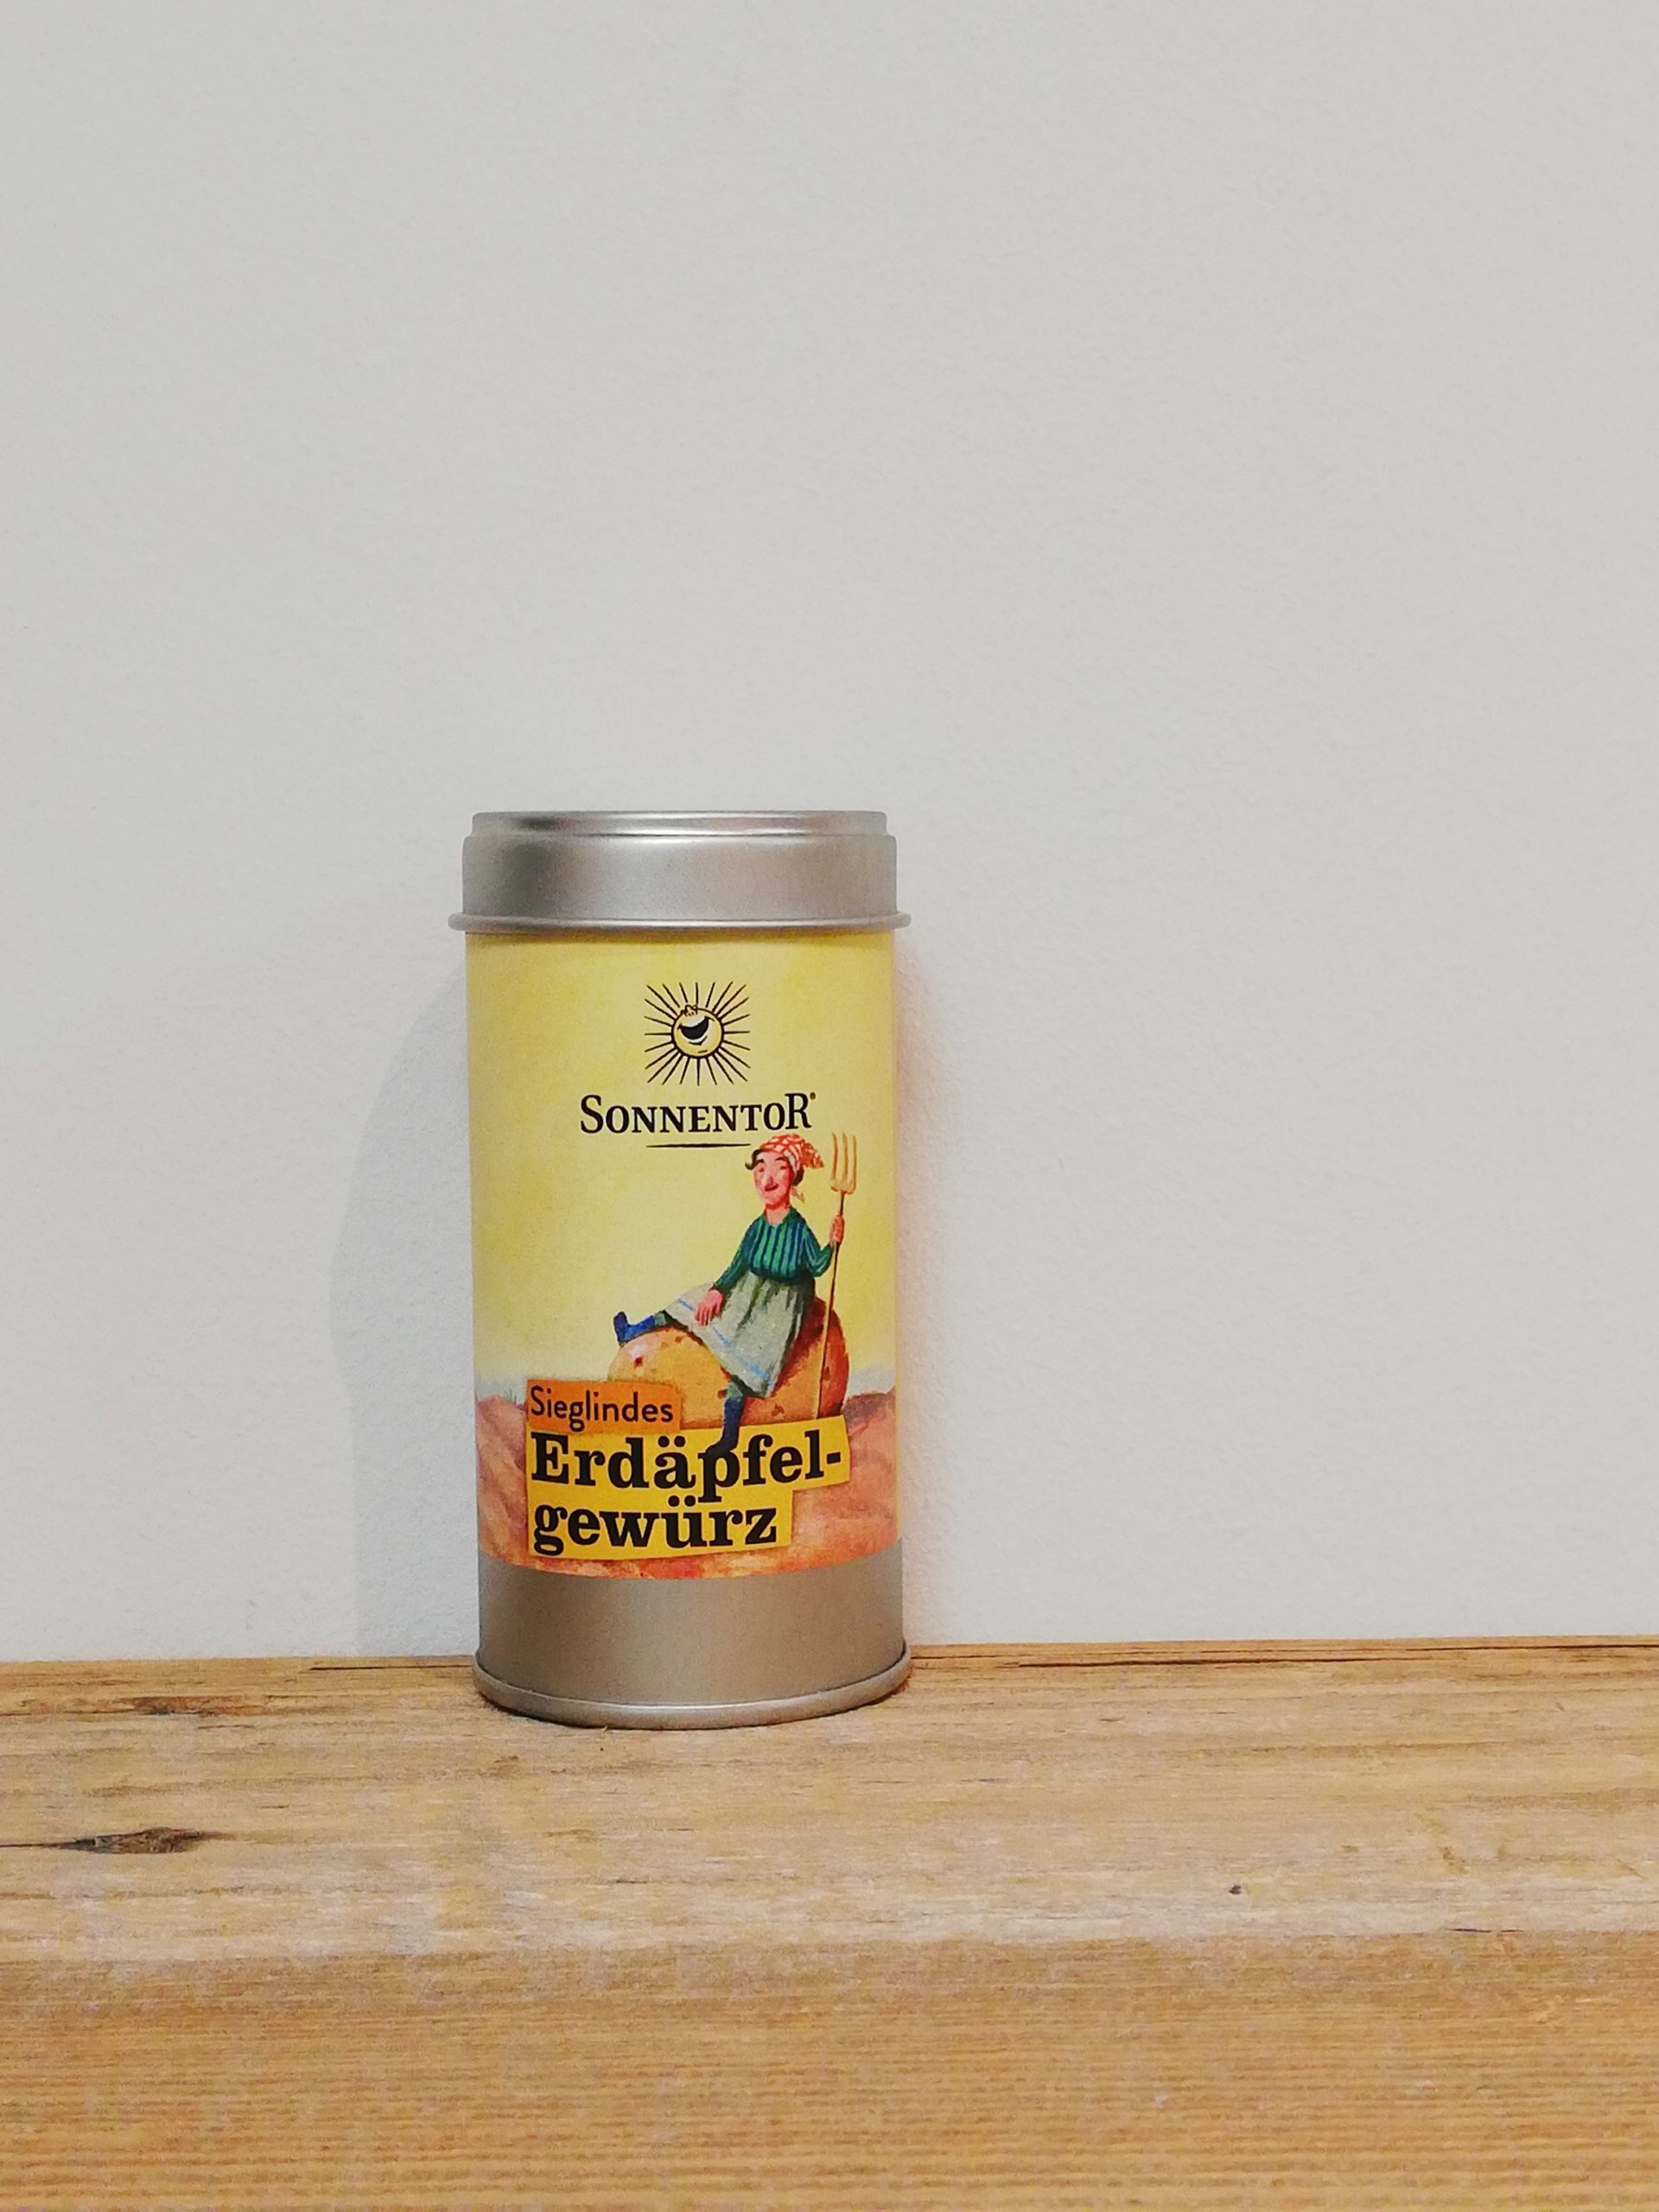 SONNENTOR®
Sieglindes
Erdäpfel-
gewürz